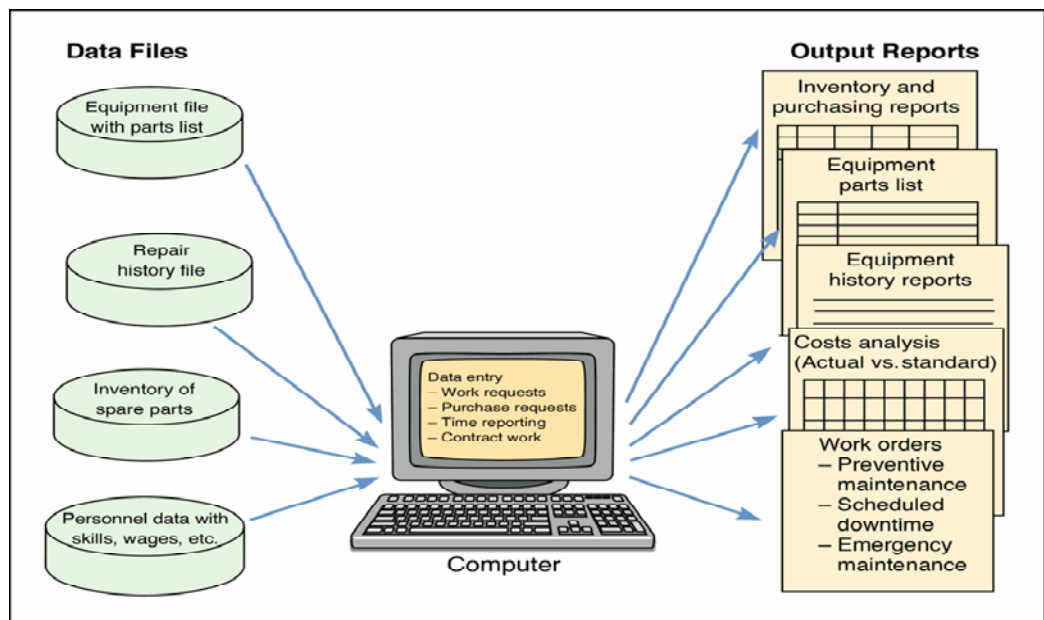 Data Files
Equipment file
with parts list
Repair
history file
Inventory of
spare parts
Personnel data with
skills, wages, etc.
Data entry
– Work requests
– Purchase requests
– Time reporting
– Contract work
Computer
Output Reports
Inventory and
purchasing reports
Equipment
parts list
Equipment
history reports
Costs analysis
(Actual vs. standard)
Work orders
– Preventive
maintenance
– Scheduled
downtime
– Emergency
maintenance